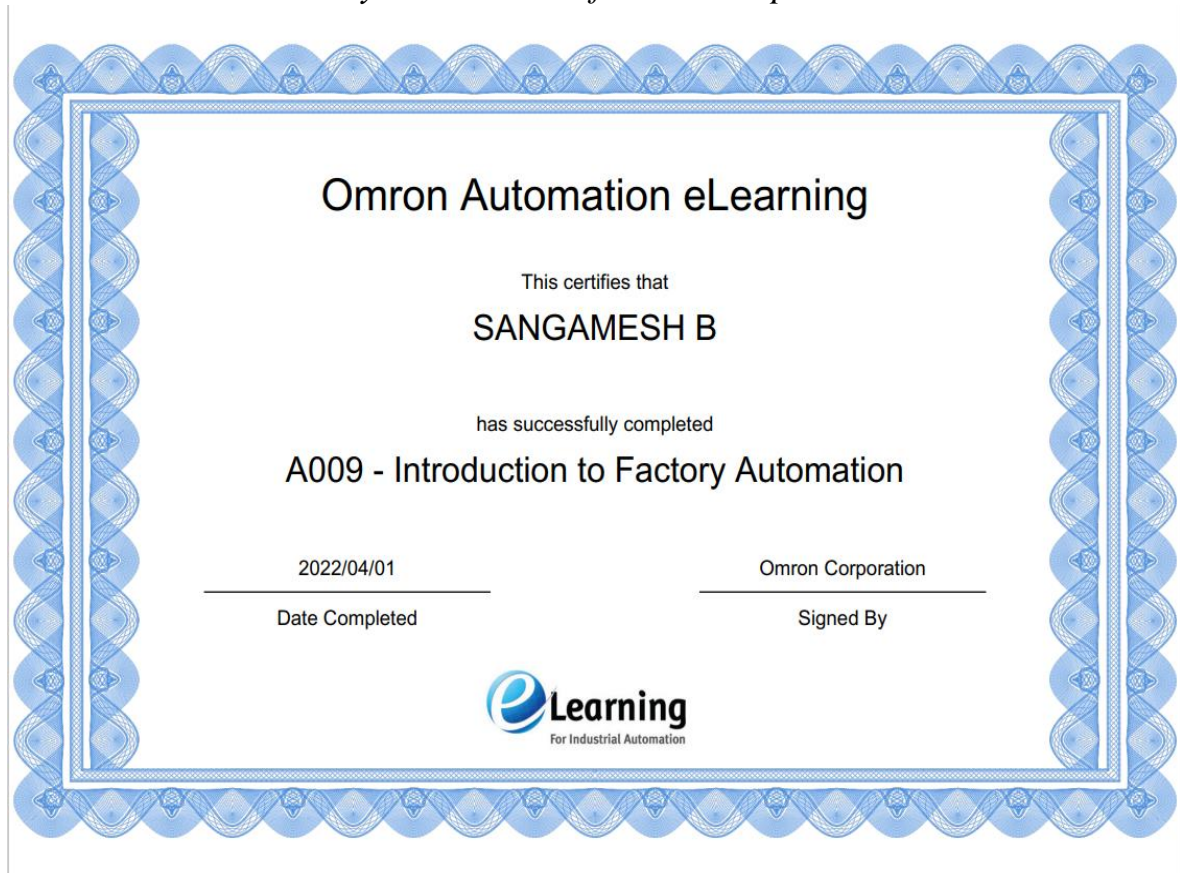 Omron Automation eLearning
This certifies that
SANGAMESH B
has successfully completed
A009 - Introduction to Factory Automation
2022/04/01
Date Completed
Omron Corporation
Signed By
eLearning
For Industrial Automation